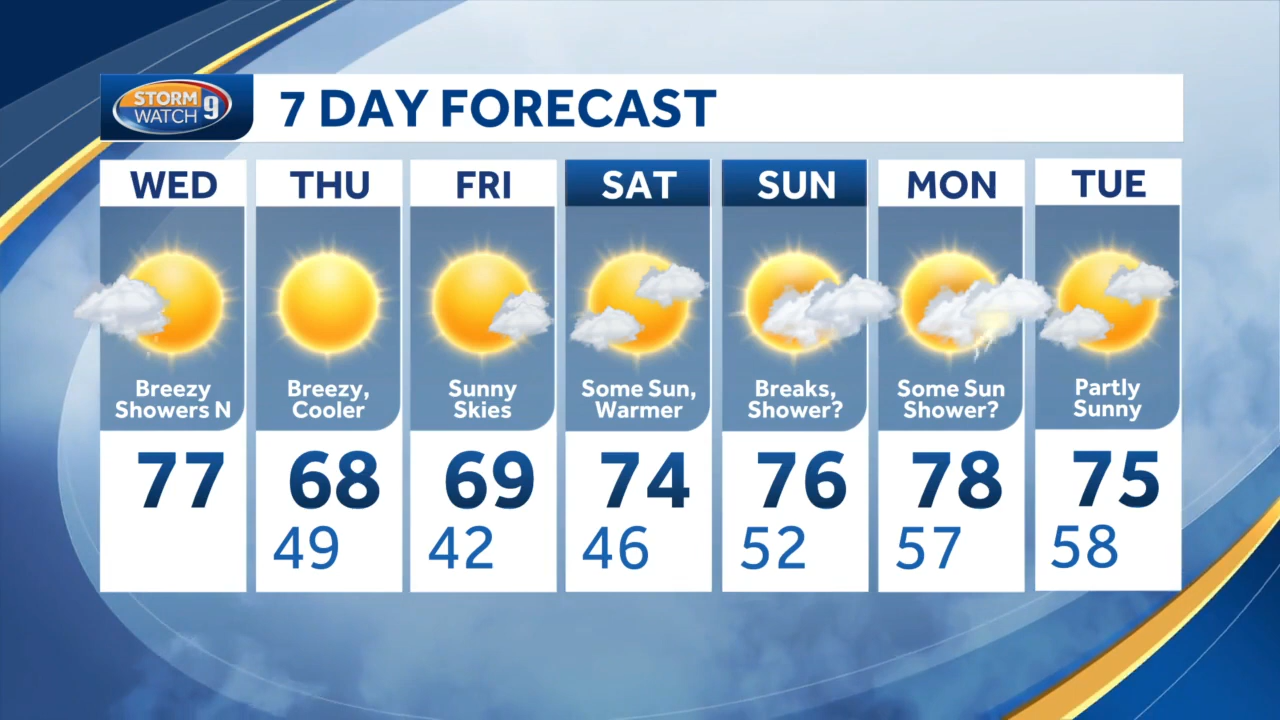 STORM
WATCH 9
7 DAY FORECAST
WED
THU
FRI
SAT
SUN
MON
TUE
Breezy
Showers N
Breezy,
Cooler
Sunny
Skies
Some Sun,
Warmer
Breaks,
Shower?
Some Sun
Shower?
Partly
Sunny
77
68
69
74
76
78
75
49
42
46
52
57
58